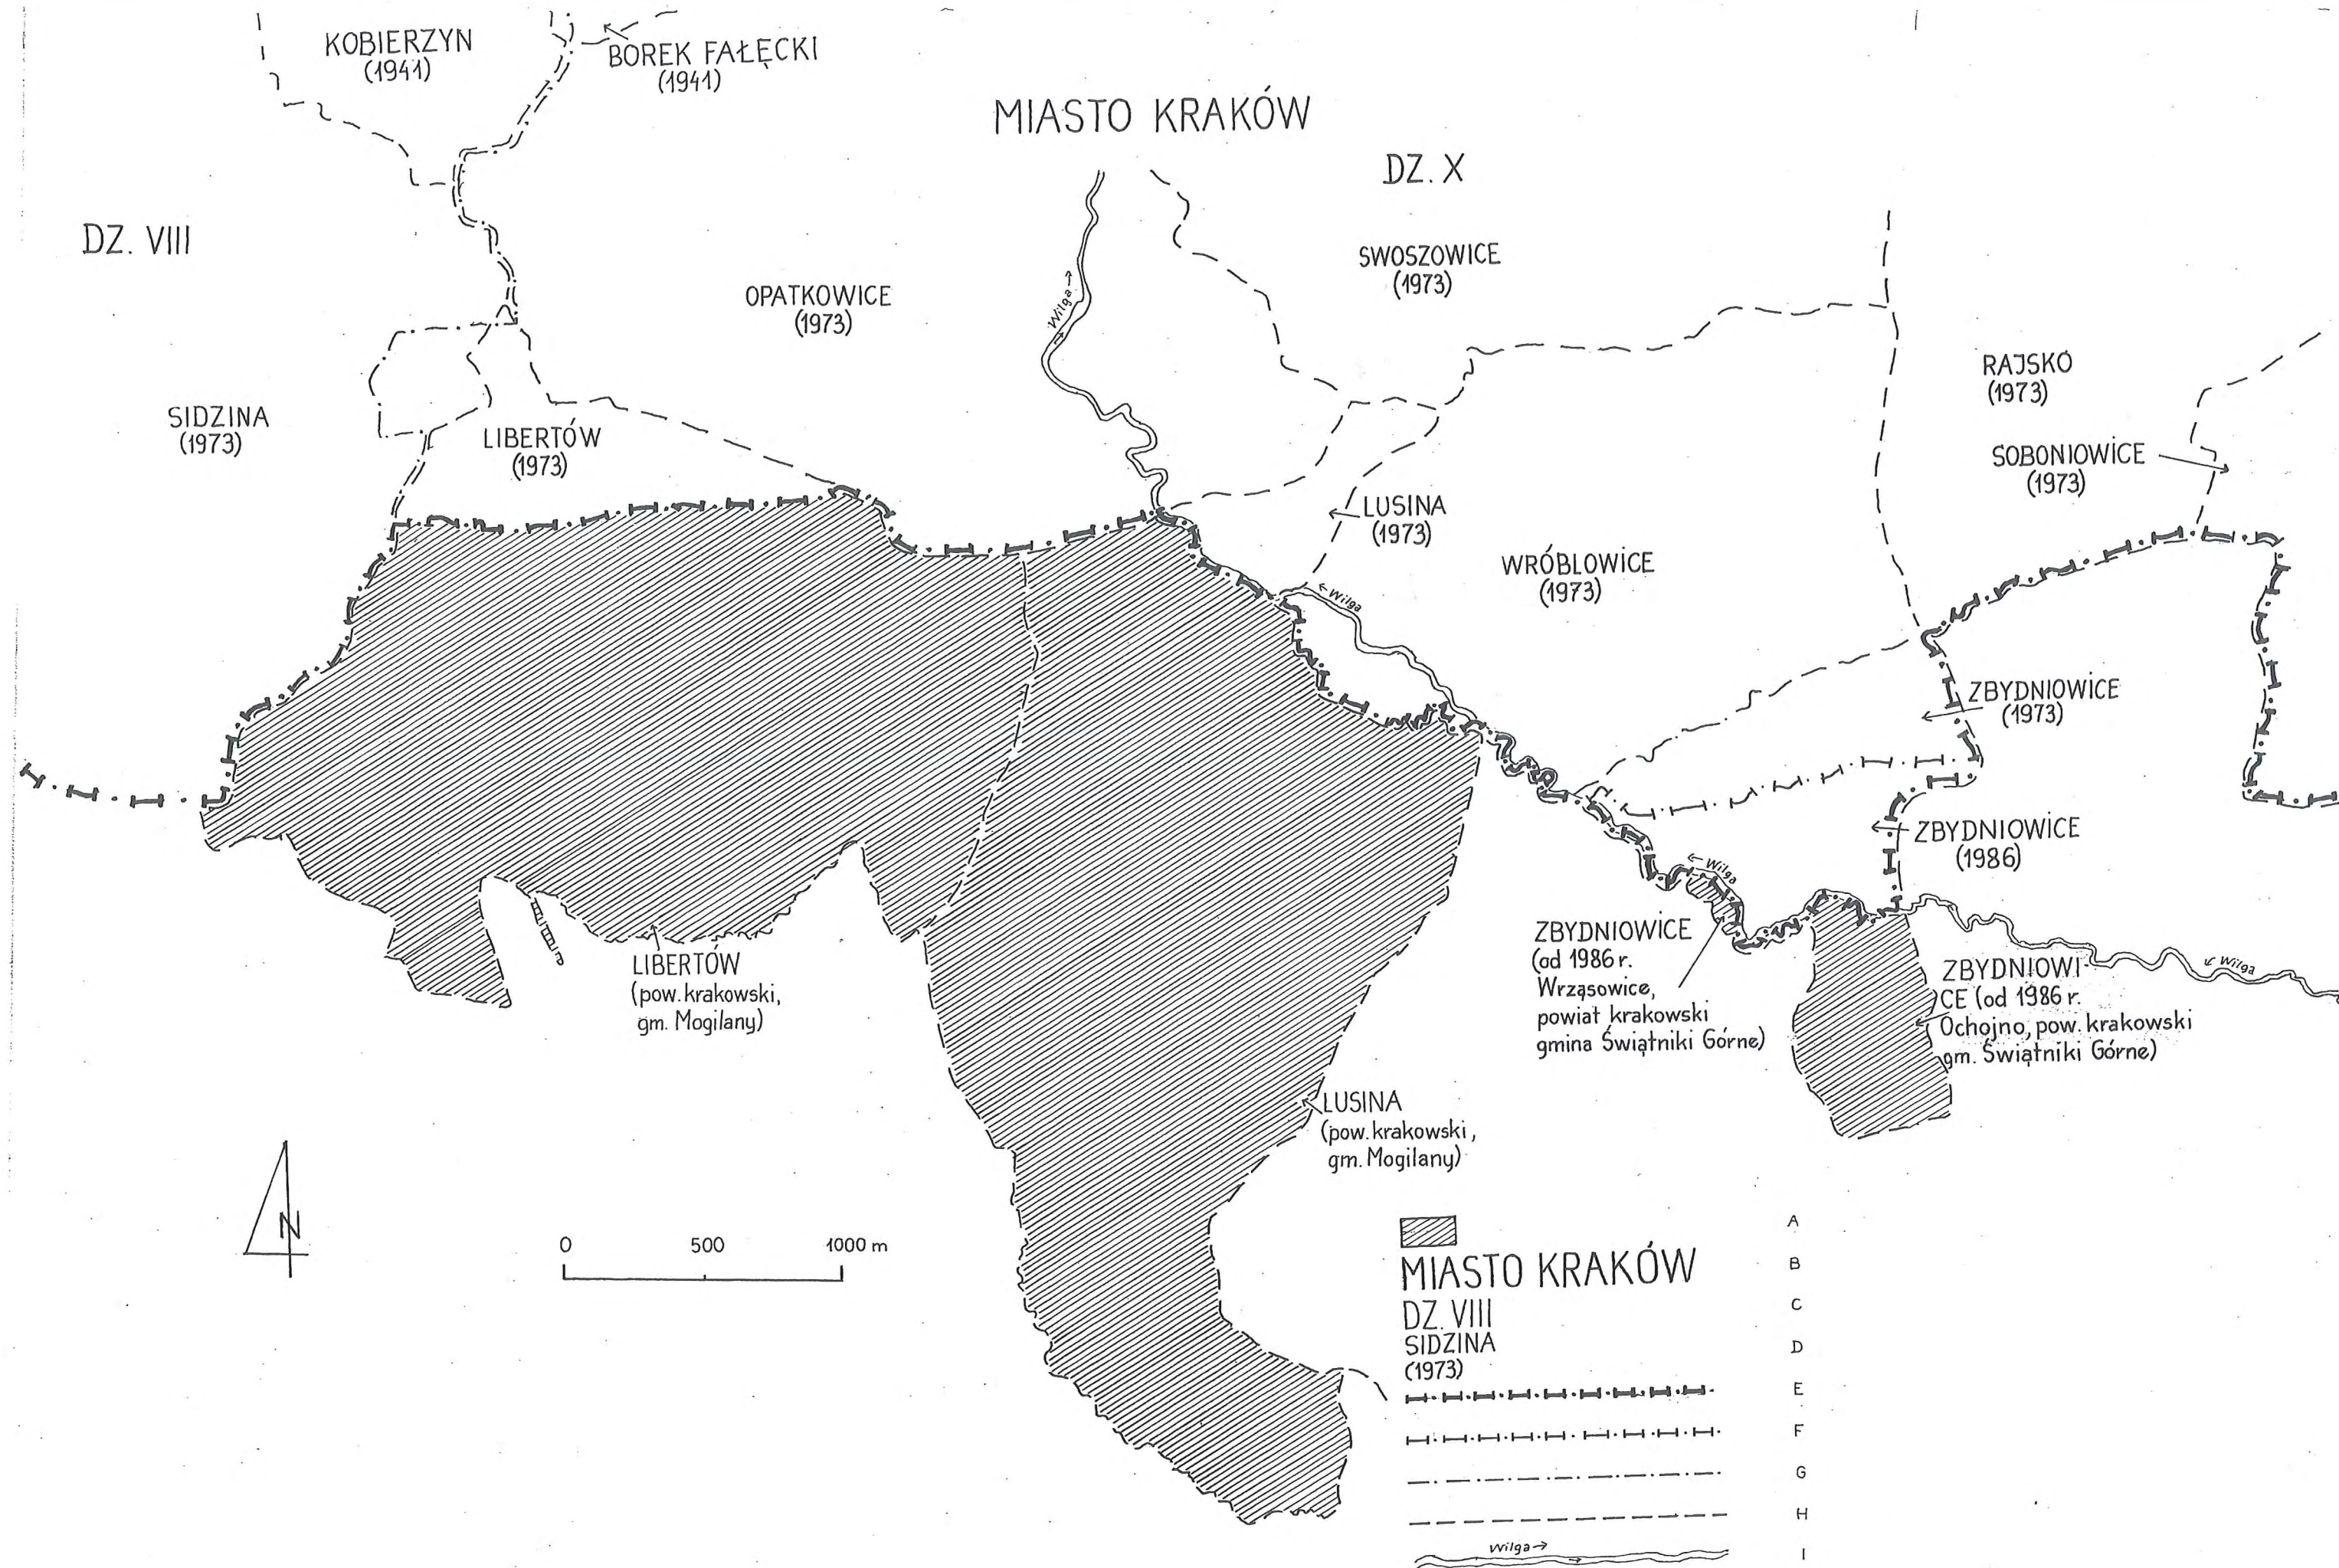 KOBIERZYN
(1941)
BOREK FAŁĘCKI
(1941)
MIASTO KRAKÓW
DZ. X
DZ. VIII
SWOSZOWICE
(1973)
OPATKOWICE
(1973)
Wilga→
RAJSKO
(1973)
SIDZINA
(1973)
LIBERTÓW
(1973)
SOBONIOWICE
(1973)
LUSINA
(1973)
WRÓBLOWICE
(1973)
←Wilga
ZBYDNIOWICE
(1973)
ZBYDNIOWICE
(1986)
←Wilga
ZBYDNIOWICE
(od 1986 r.
Wrząsowice,
powiat krakowski
gmina Świątniki Górne)
LIBERTÓW
(pow. krakowski,
gm. Mogilany)
←Wilga
ZBYDNIOWI-
CE (od 1986 r.
Ochojno, pow. krakowski
gm. Świątniki Górne)
LUSINA
(pow. krakowski,
gm. Mogilany)
N
0 500 1000 m
A
MIASTO KRAKÓW B
DZ. VIII C
SIDZINA D
(1973)
E
F
G
H
Wilga→ I